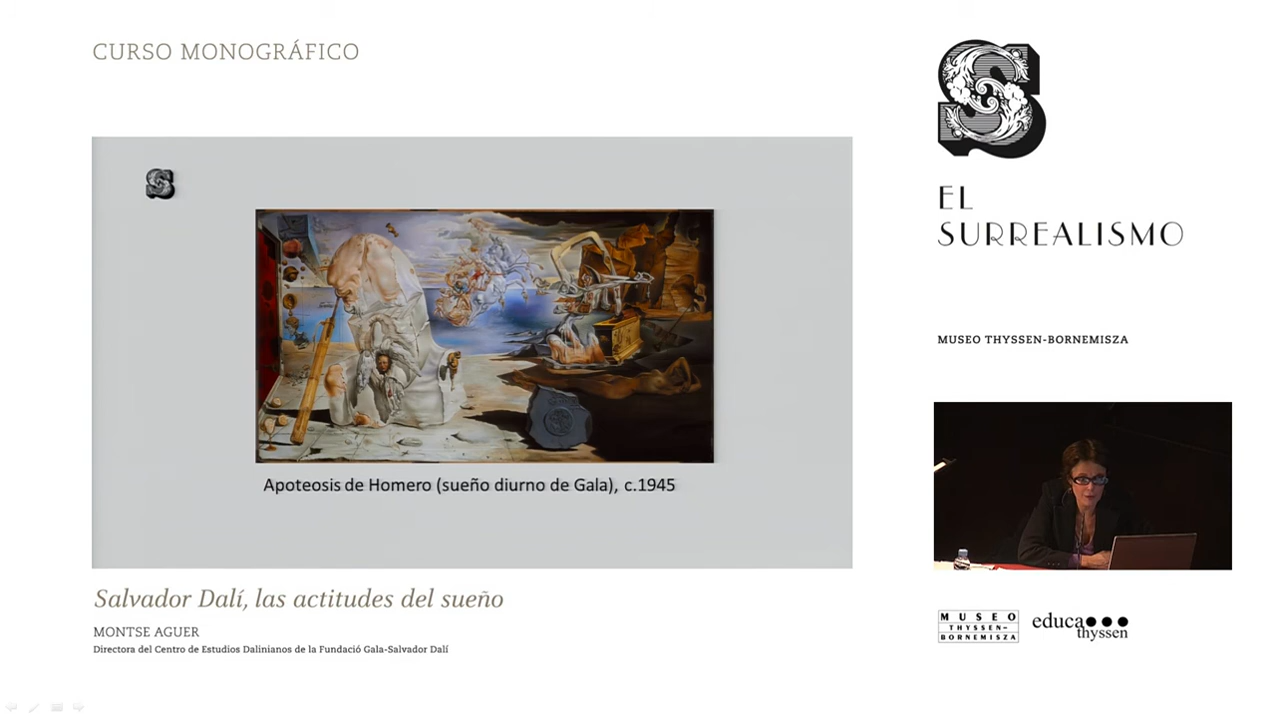 CURSO MONOGRÁFICO
S
EL
SURREALISMO
S
Apoteosis de Homero (sueño diurno de Gala), c.1945
MUSEO THYSSEN-BORNEMISZA
Salvador Dalí, las actitudes del sueño
MONTSE AGUER
Directora del Centro de Estudios Dalinianos de la Fundació Gala-Salvador Dalí
MUSEO
THYSSEN-
BORNEMISZA
educa
thyssen